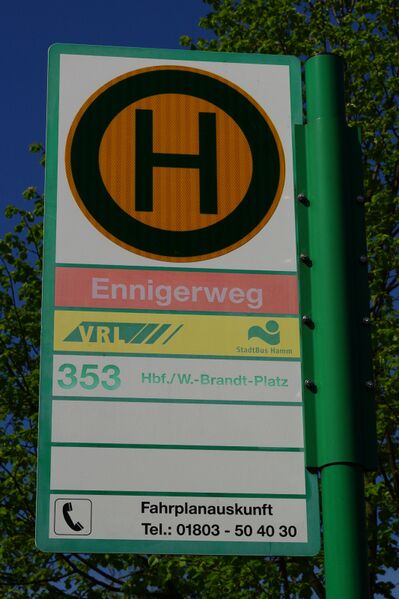 H
Ennigerweg
VRL
StadtBus Hamm
353 Hbf./W.-Brandt-Platz
Fahrplanauskunft
Tel.: 01803 - 50 40 30